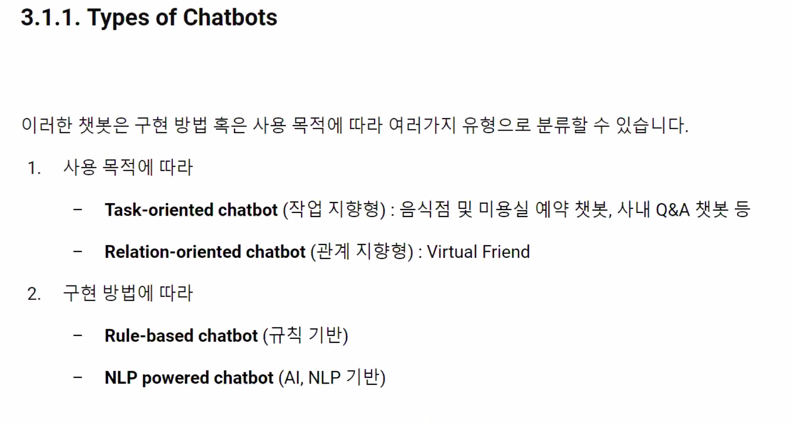 3.1.1. Types of Chatbots
이러한 챗봇은 구현 방법 혹은 사용 목적에 따라 여러가지 유형으로 분류할 수 있습니다.
1. 사용 목적에 따라
– Task-oriented chatbot (작업 지향형) : 음식점 및 미용실 예약 챗봇, 사내 Q&A 챗봇 등
– Relation-oriented chatbot (관계 지향형) : Virtual Friend
2. 구현 방법에 따라
– Rule-based chatbot (규칙 기반)
– NLP powered chatbot (AI, NLP 기반)